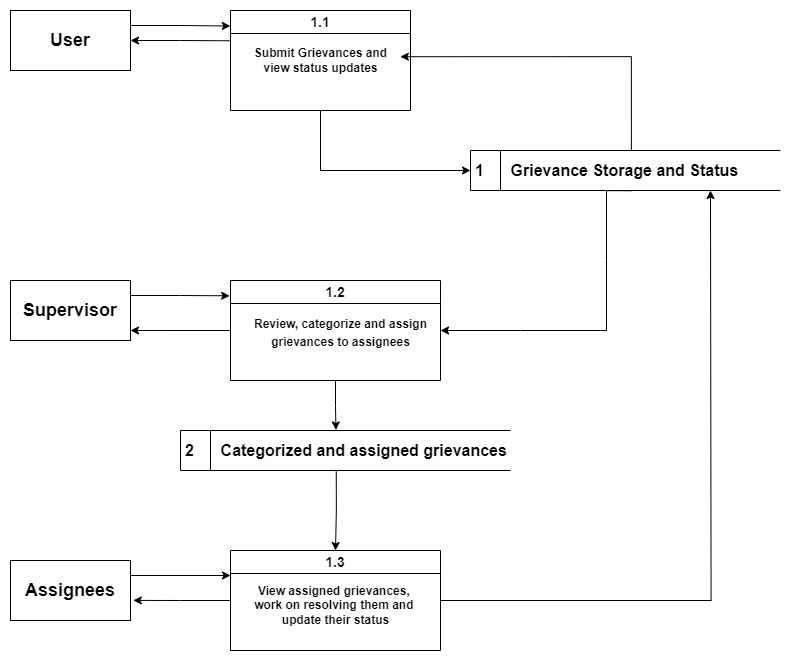 User
1.1
Submit Grievances and
view status updates
1
Grievance Storage and Status
Supervisor
1.2
Review, categorize and assign
grievances to assignees
2
Categorized and assigned grievances
Assignees
1.3
View assigned grievances,
work on resolving them and
update their status